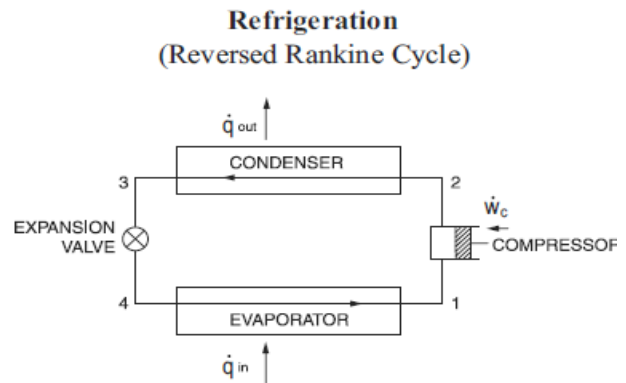 Refrigeration
(Reversed Rankine Cycle)
q̇ out
CONDENSER
3
2
EXPANSION
VALVE
ẇc
COMPRESSOR
4
1
EVAPORATOR
q̇ in